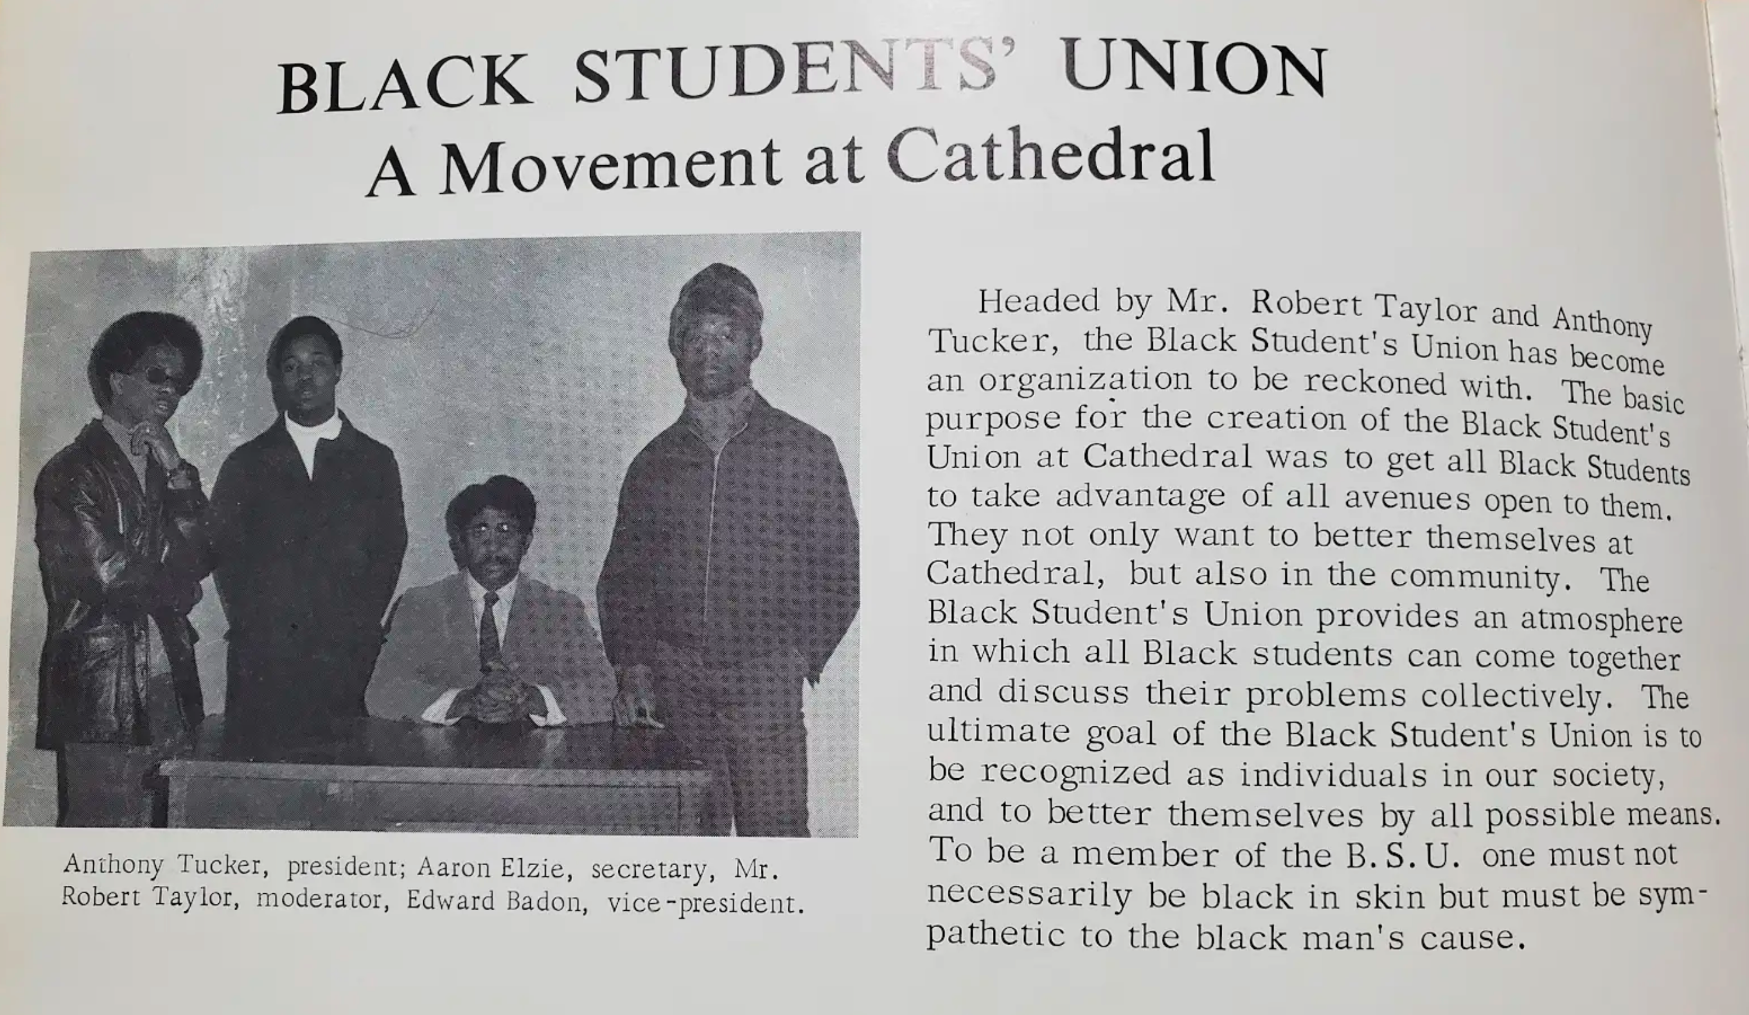 BLACK STUDENTS' UNION
A Movement at Cathedral
Anthony Tucker, president; Aaron Elzie, secretary, Mr.
Robert Taylor, moderator, Edward Badon, vice-president.
Headed by Mr. Robert Taylor and Anthony
Tucker, the Black Student's Union has become
an organization to be reckoned with. The basic
purpose for the creation of the Black Student's
Union at Cathedral was to get all Black Students
to take advantage of all avenues open to them.
They not only want to better themselves at
Cathedral, but also in the community. The
Black Student's Union provides an atmosphere
in which all Black students can come together
and discuss their problems collectively. The
ultimate goal of the Black Student's Union is to
be recognized as individuals in our society,
and to better themselves by all possible means.
To be a member of the B.S.U. one must not
necessarily be black in skin but must be sym-
pathetic to the black man's cause.